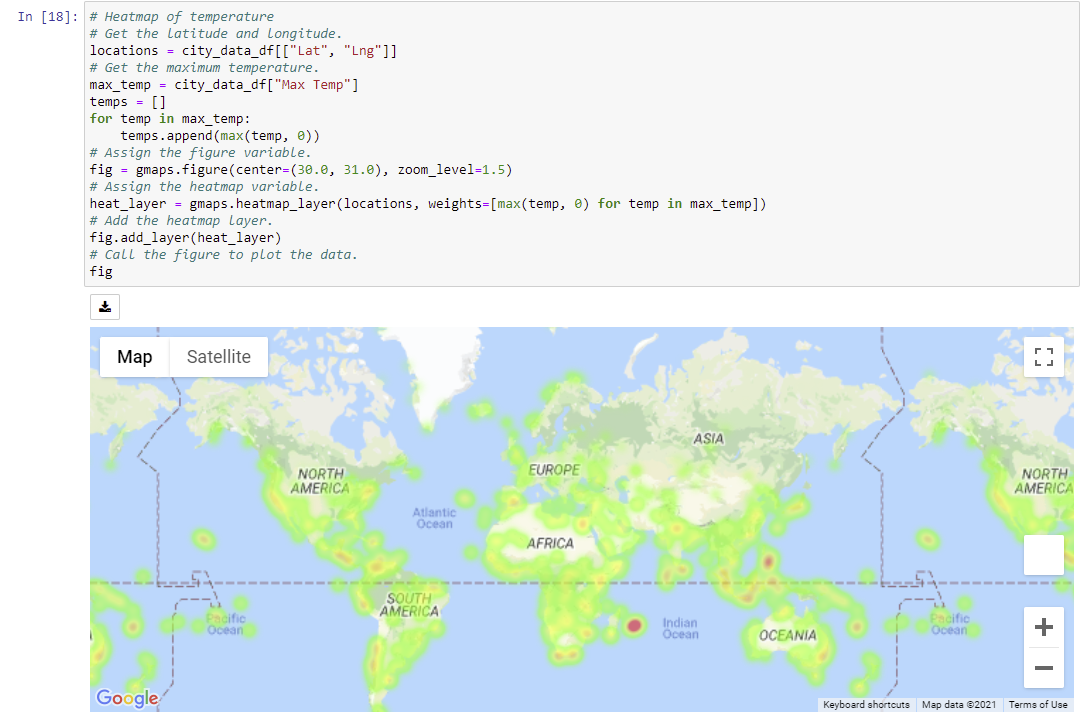 In [18]:
# Heatmap of temperature
# Get the latitude and longitude.
locations = city_data_df[["Lat", "Lng"]]
# Get the maximum temperature.
max_temp = city_data_df["Max Temp"]
temps = []
for temp in max_temp:
    temps.append(max(temp, 0))
# Assign the figure variable.
fig = gmaps.figure(center=(30.0, 31.0), zoom_level=1.5)
# Assign the heatmap variable.
heat_layer = gmaps.heatmap_layer(locations, weights=[max(temp, 0) for temp in max_temp])
# Add the heatmap layer.
fig.add_layer(heat_layer)
# Call the figure to plot the data.
fig
Map Satellite
ASIA
EUROPE
NORTH
AMERICA
NORTH
AMERICA
Atlantic
Ocean
AFRICA
SOUTH
AMERICA
Pacific
Ocean
Indian
Ocean
OCEANIA
Pacific
Ocean
Google
Keyboard shortcuts Map data ©2021 Terms of Use